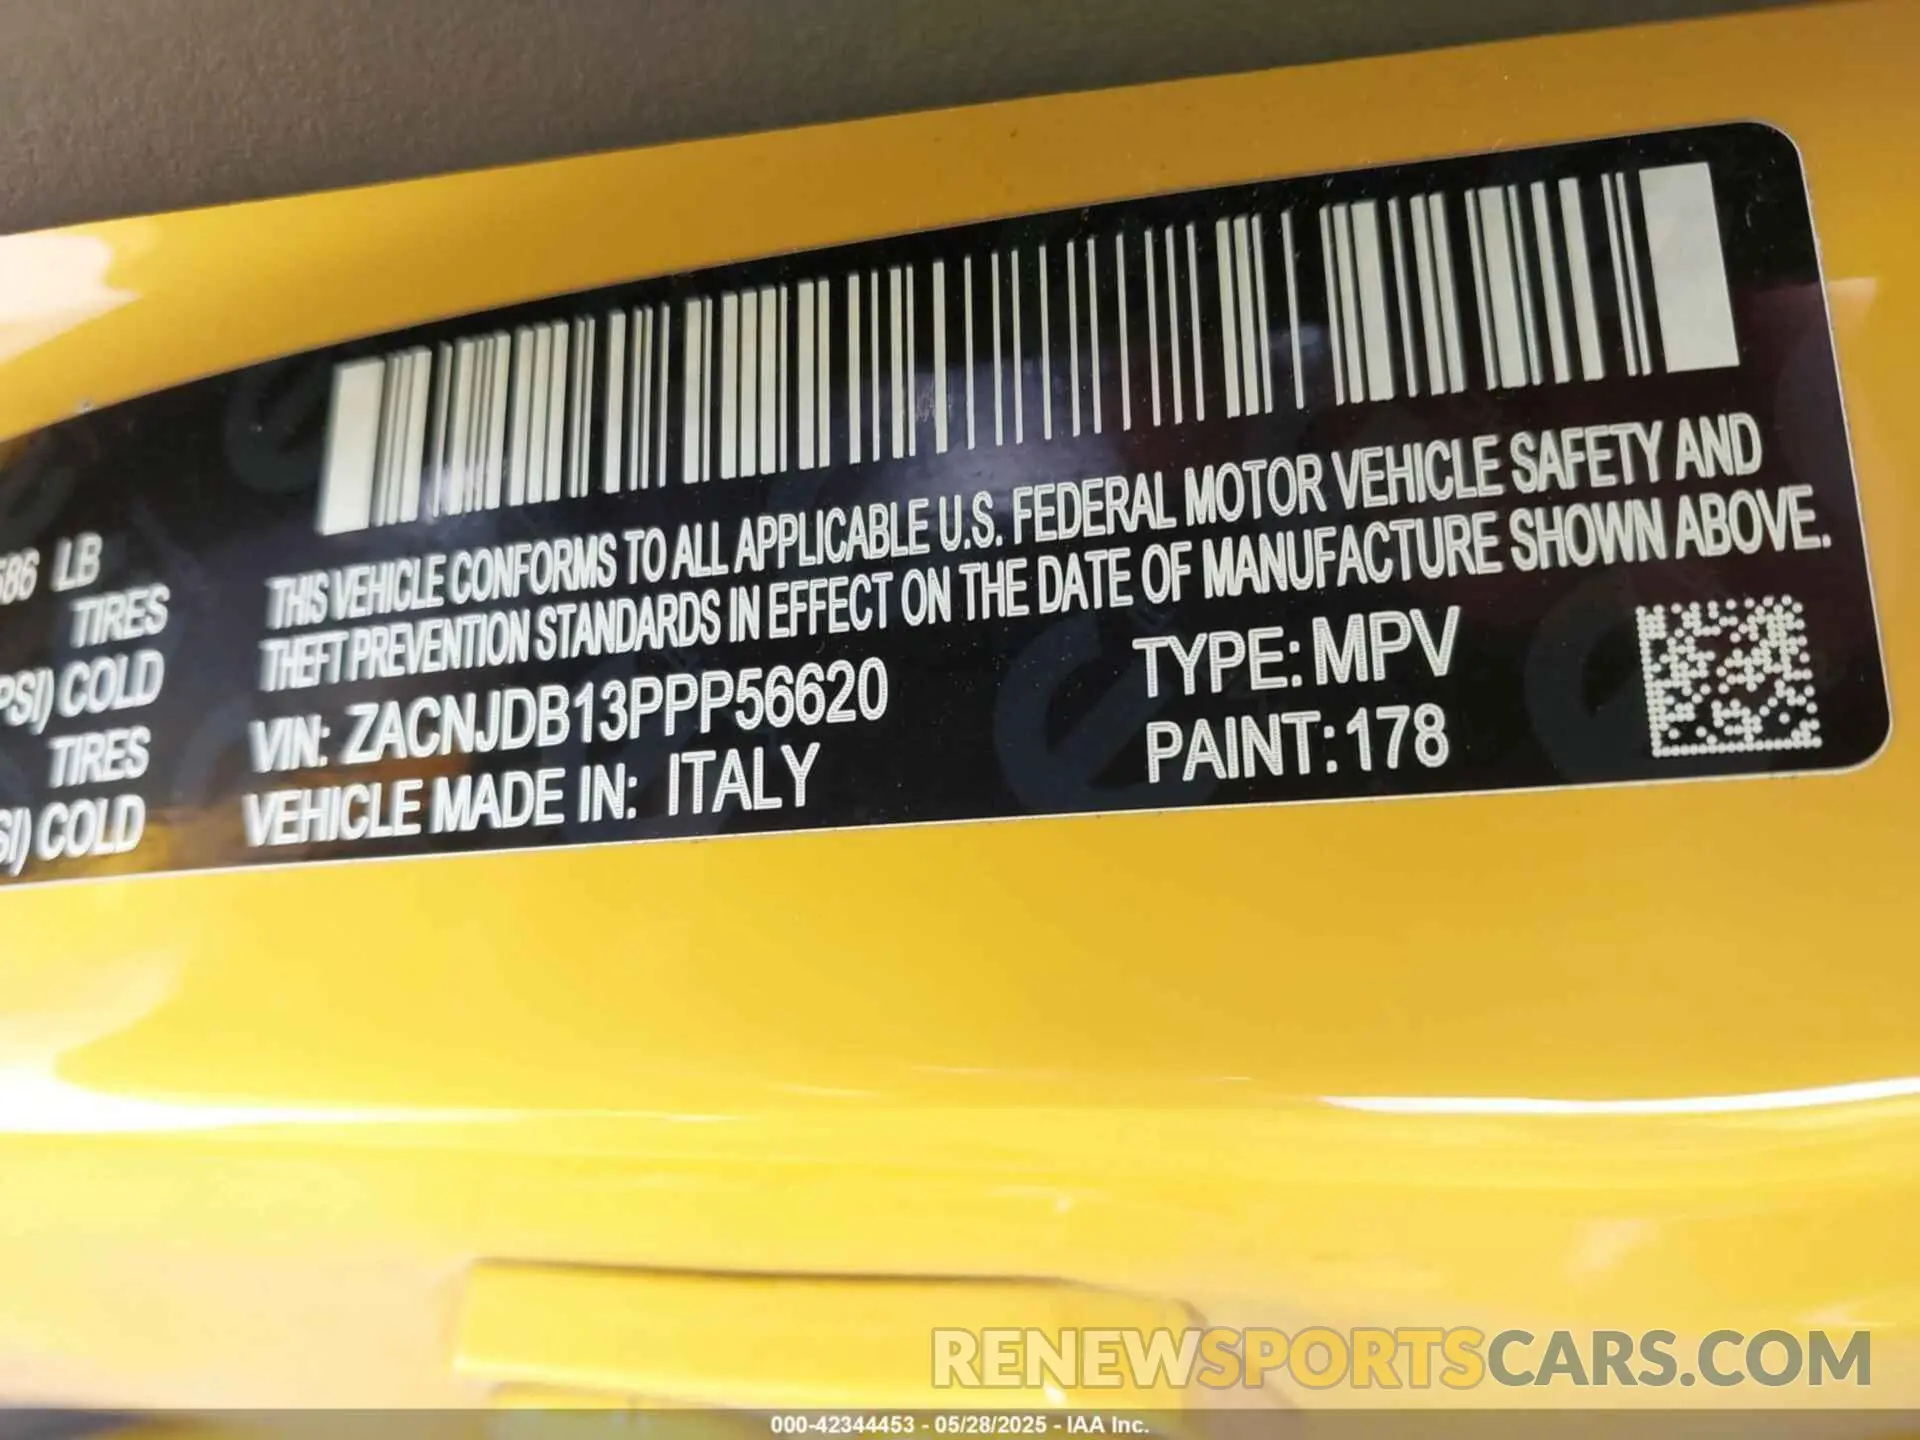 586 LB
TIRES
PSI) COLD
TIRES
SI) COLD
THIS VEHICLE CONFORMS TO ALL APPLICABLE U.S. FEDERAL MOTOR VEHICLE SAFETY AND
THEFT PREVENTION STANDARDS IN EFFECT ON THE DATE OF MANUFACTURE SHOWN ABOVE.
VIN: ZACNJDB13PPP56620 TYPE: MPV
VEHICLE MADE IN: ITALY PAINT: 178
RENEWSPORTSCARS.COM
000-42344453 - 05/28/2025 - IAA Inc.